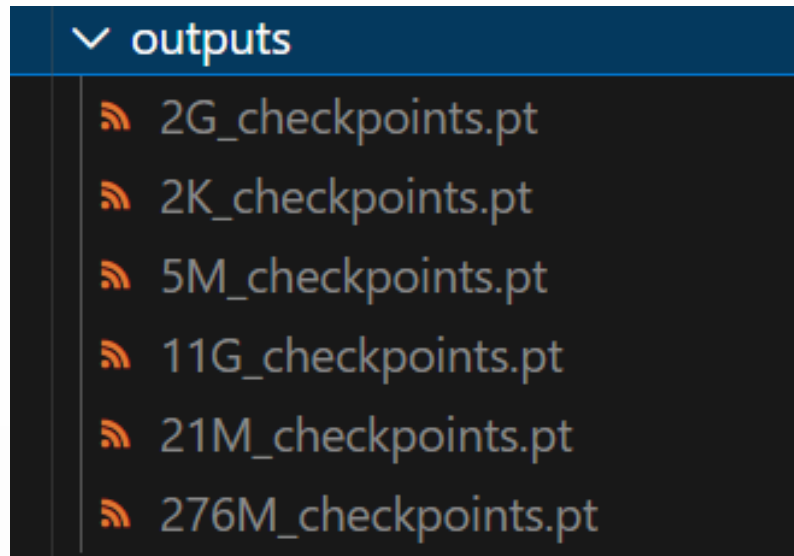 outputs
2G_checkpoints.pt
2K_checkpoints.pt
5M_checkpoints.pt
11G_checkpoints.pt
21M_checkpoints.pt
276M_checkpoints.pt